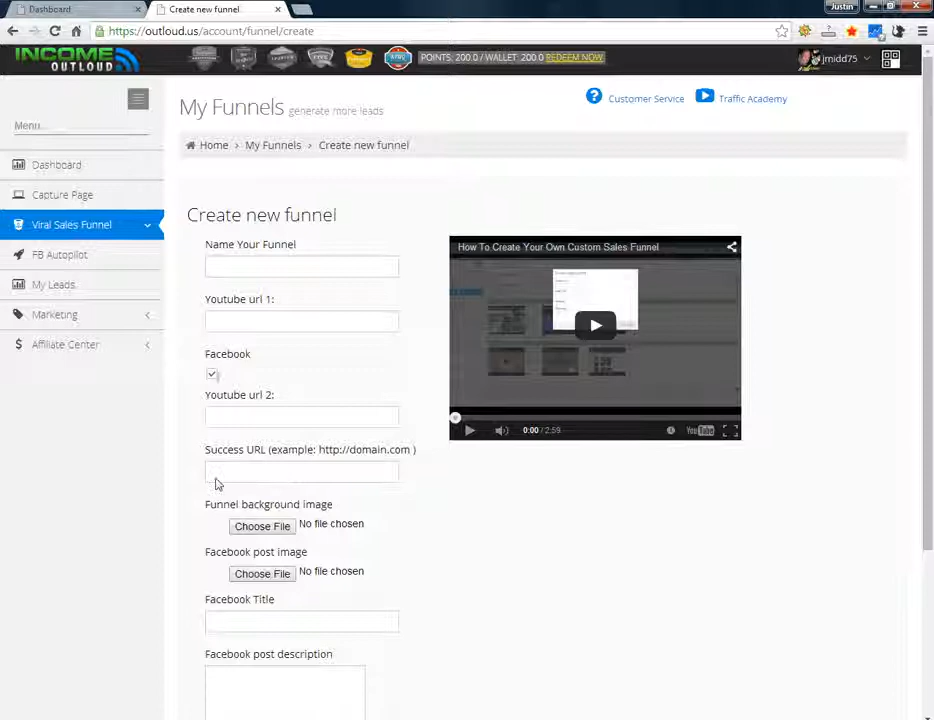 Dashboard
Create new funnel
Justin
https://outloud.us/account/funnel/create
INCOME
OUTLOUD
POINTS: 200.0 / WALLET: 200.0 REDEEM NOW
jrnidd75
My Funnels generate more leads
Customer Service
Traffic Academy
Menu...
Home > My Funnels > Create new funnel
Dashboard
Capture Page
Viral Sales Funnel
FB Autopilot
My Leads
Marketing
Affiliate Center
Create new funnel
Name Your Funnel
Youtube url 1:
Facebook
Youtube url 2:
Success URL (example: http://domain.com )
Funnel background image
Choose File No file chosen
Facebook post image
Choose File No file chosen
Facebook Title
Facebook post description
How To Create Your Own Custom Sales Funnel
0:00 / 2:59
YouTube